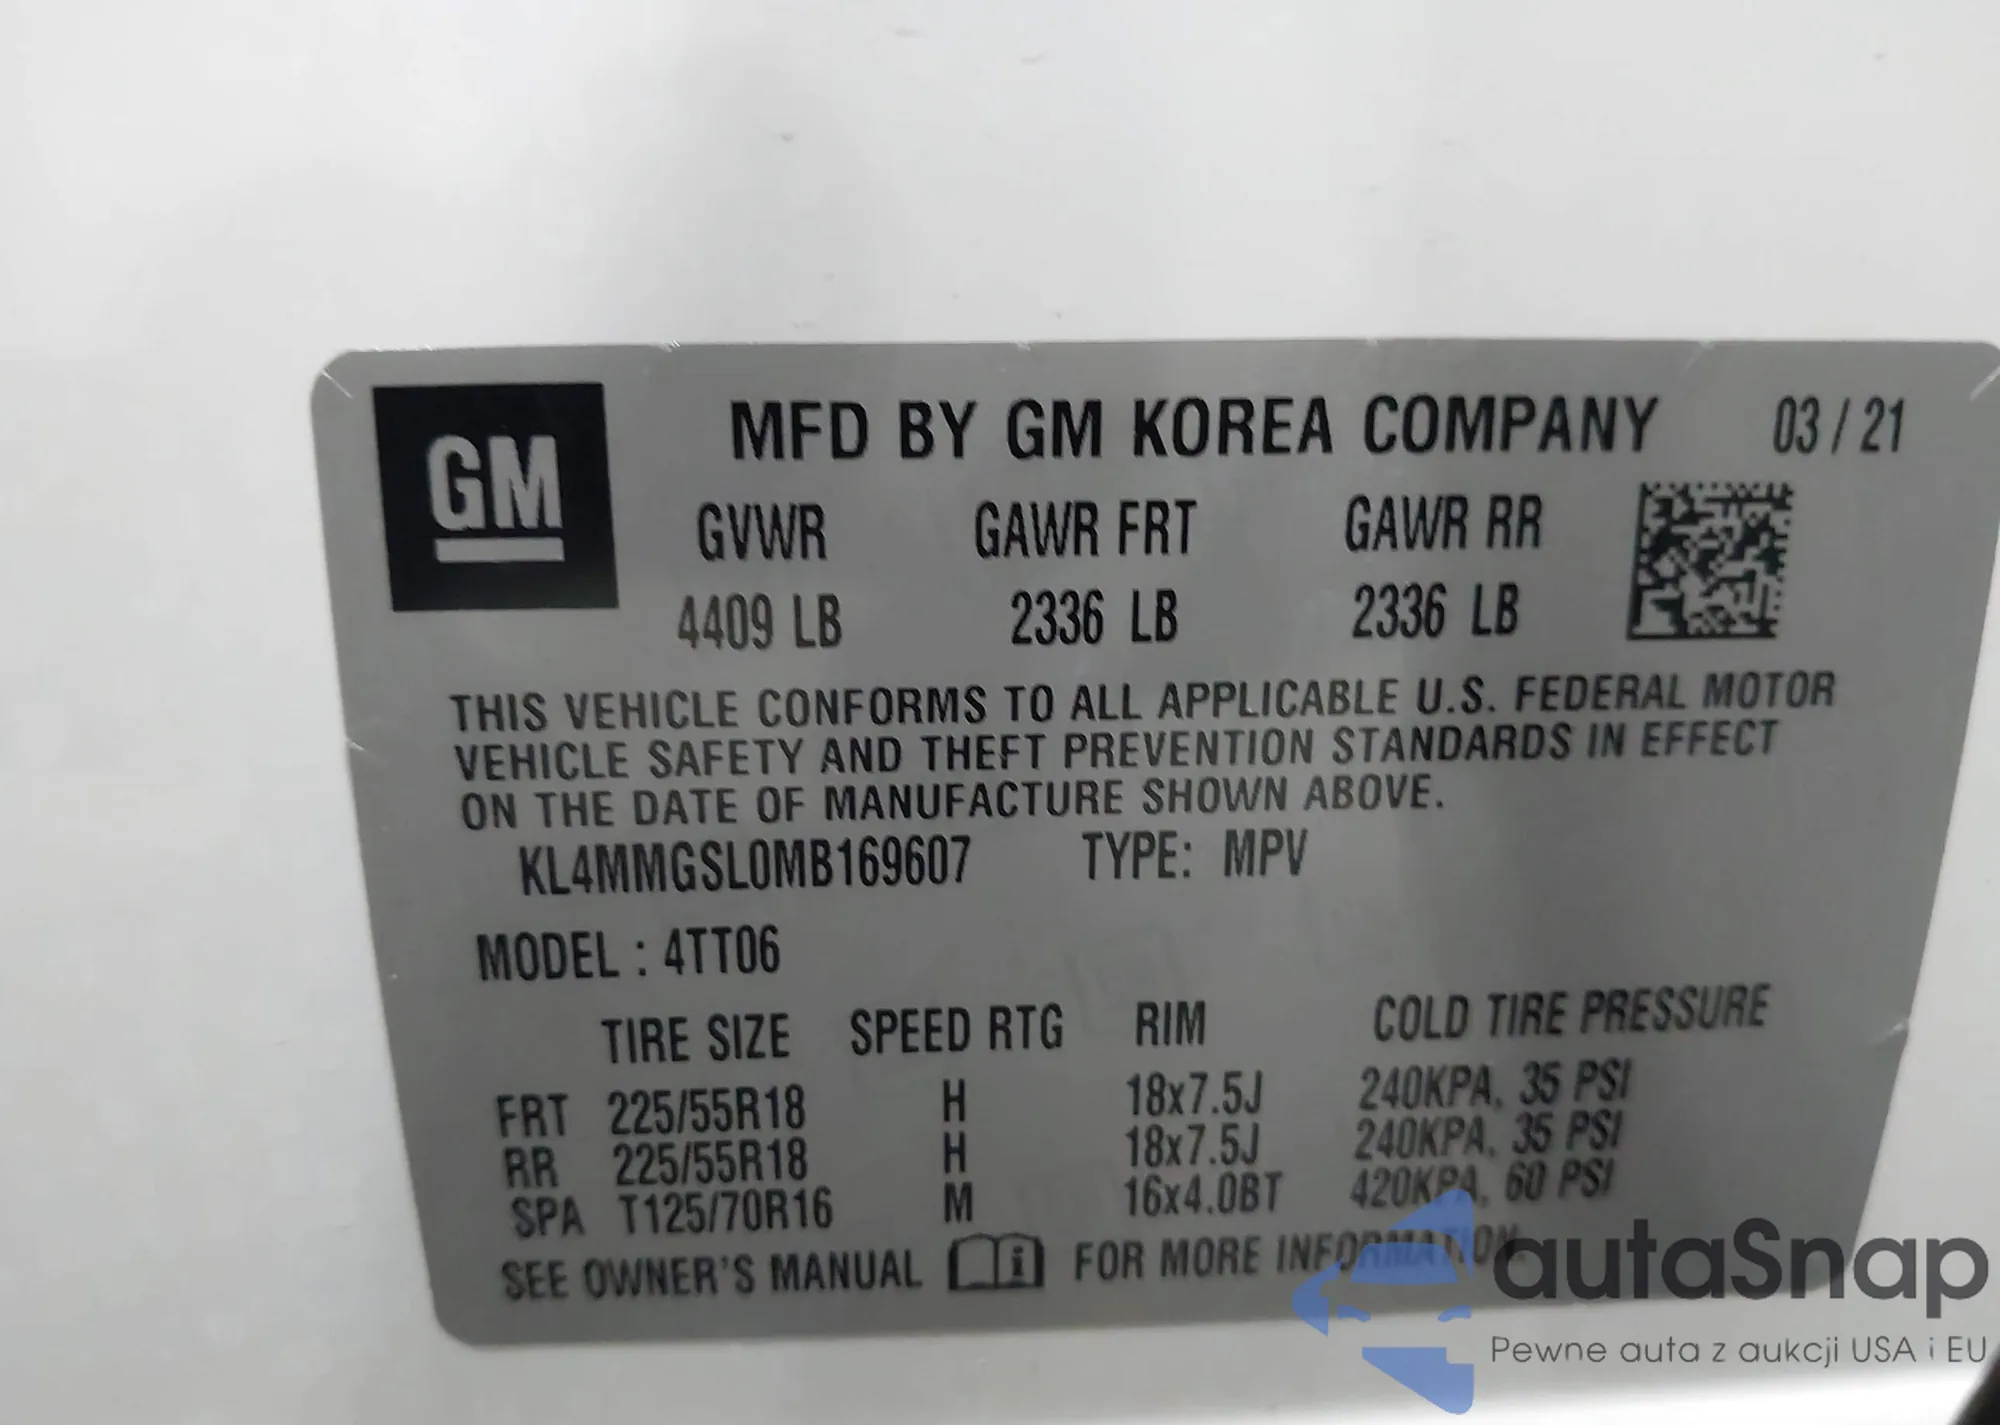 GM
MFD BY GM KOREA COMPANY 03 / 21
GVWR GAWR FRT GAWR RR
4409 LB 2336 LB 2336 LB
THIS VEHICLE CONFORMS TO ALL APPLICABLE U.S. FEDERAL MOTOR
VEHICLE SAFETY AND THEFT PREVENTION STANDARDS IN EFFECT
ON THE DATE OF MANUFACTURE SHOWN ABOVE.
KL4MMGSL0MB169607 TYPE: MPV
MODEL : 4TT06
TIRE SIZE SPEED RTG RIM COLD TIRE PRESSURE
FRT 225/55R18 H 18x7.5J 240KPA, 35 PSI
RR 225/55R18 H 18x7.5J 240KPA, 35 PSI
SPA T125/70R16 M 16x4.0BT 420KPA, 60 PSI
SEE OWNER'S MANUAL i FOR MORE INFORMATION.
autaSnap
Pewne auta z aukcji USA i EU